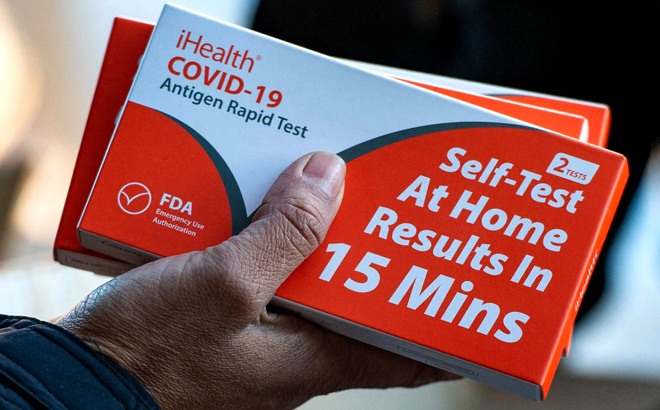 iHealth®
COVID-19
Antigen Rapid Test
FDA
Emergency Use
Authorization
2 TESTS
Self-Test
At Home
Results In
15 Mins